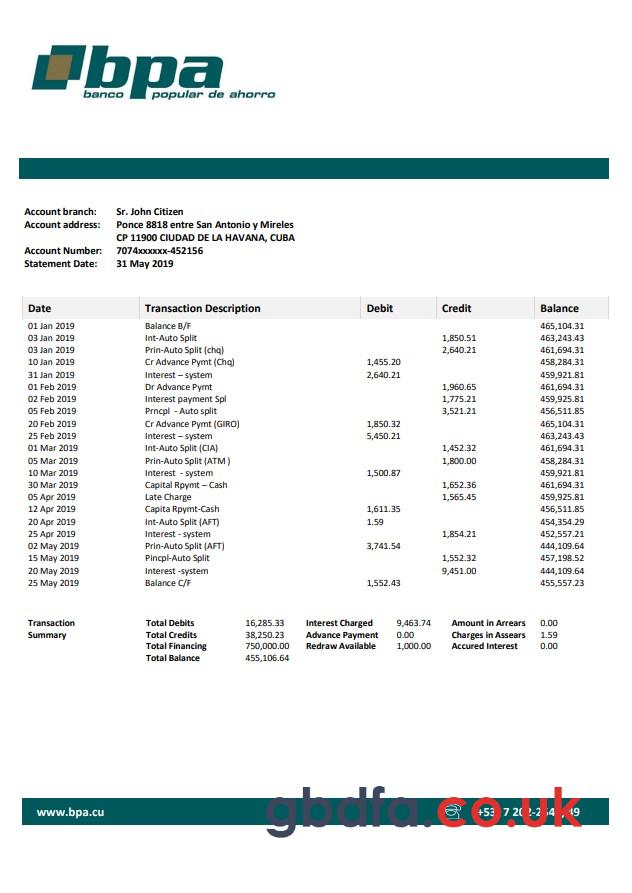 bpa
banco popular de ahorro
Account branch: Sr. John Citizen
Account address: Ponce 8818 entre San Antonio y Mireles
CP 11900 CIUDAD DE LA HAVANA, CUBA
Account Number: 7074xxxxxx-452156
Statement Date: 31 May 2019
Date Transaction Description Debit Credit Balance
01 Jan 2019 Balance B/F 465,104.31
03 Jan 2019 Int-Auto Split 1,850.51 463,243.43
03 Jan 2019 Prin-Auto Split (chq) 2,640.21 461,694.31
10 Jan 2019 Cr Advance Pymt (Chq) 1,455.20 458,284.31
31 Jan 2019 Interest – system 2,640.21 459,921.81
01 Feb 2019 Dr Advance Pymt 1,960.65 461,694.31
02 Feb 2019 Interest payment Spl 1,775.21 459,925.81
05 Feb 2019 Prncpl - Auto split 3,521.21 456,511.85
20 Feb 2019 Cr Advance Pymt (GIRO) 1,850.32 465,104.31
25 Feb 2019 Interest – system 5,450.21 463,243.43
01 Mar 2019 Int-Auto Split (CIA) 1,452.32 461,694.31
05 Mar 2019 Prin-Auto Split (ATM ) 1,800.00 458,284.31
10 Mar 2019 Interest - system 1,500.87 459,921.81
30 Mar 2019 Capital Rpymt – Cash 1,652.36 461,694.31
05 Apr 2019 Late Charge 1,565.45 459,925.81
12 Apr 2019 Capita Rpymt-Cash 1,611.35 456,511.85
20 Apr 2019 Int-Auto Split (AFT) 1.59 454,354.29
25 Apr 2019 Interest - system 1,854.21 452,557.21
02 May 2019 Prin-Auto Split (AFT) 3,741.54 444,109.64
15 May 2019 Pincpl-Auto Split 1,552.32 457,198.52
20 May 2019 Interest -system 9,451.00 444,109.64
25 May 2019 Balance C/F 1,552.43 455,557.23
Transaction Total Debits 16,285.33 Interest Charged 9,463.74 Amount in Arrears 0.00
Summary Total Credits 38,250.23 Advance Payment 0.00 Charges in Assears 1.59
Total Financing 750,000.00 Redraw Available 1,000.00 Accured Interest 0.00
Total Balance 455,106.64
www.bpa.cu
gbdfa.co.uk